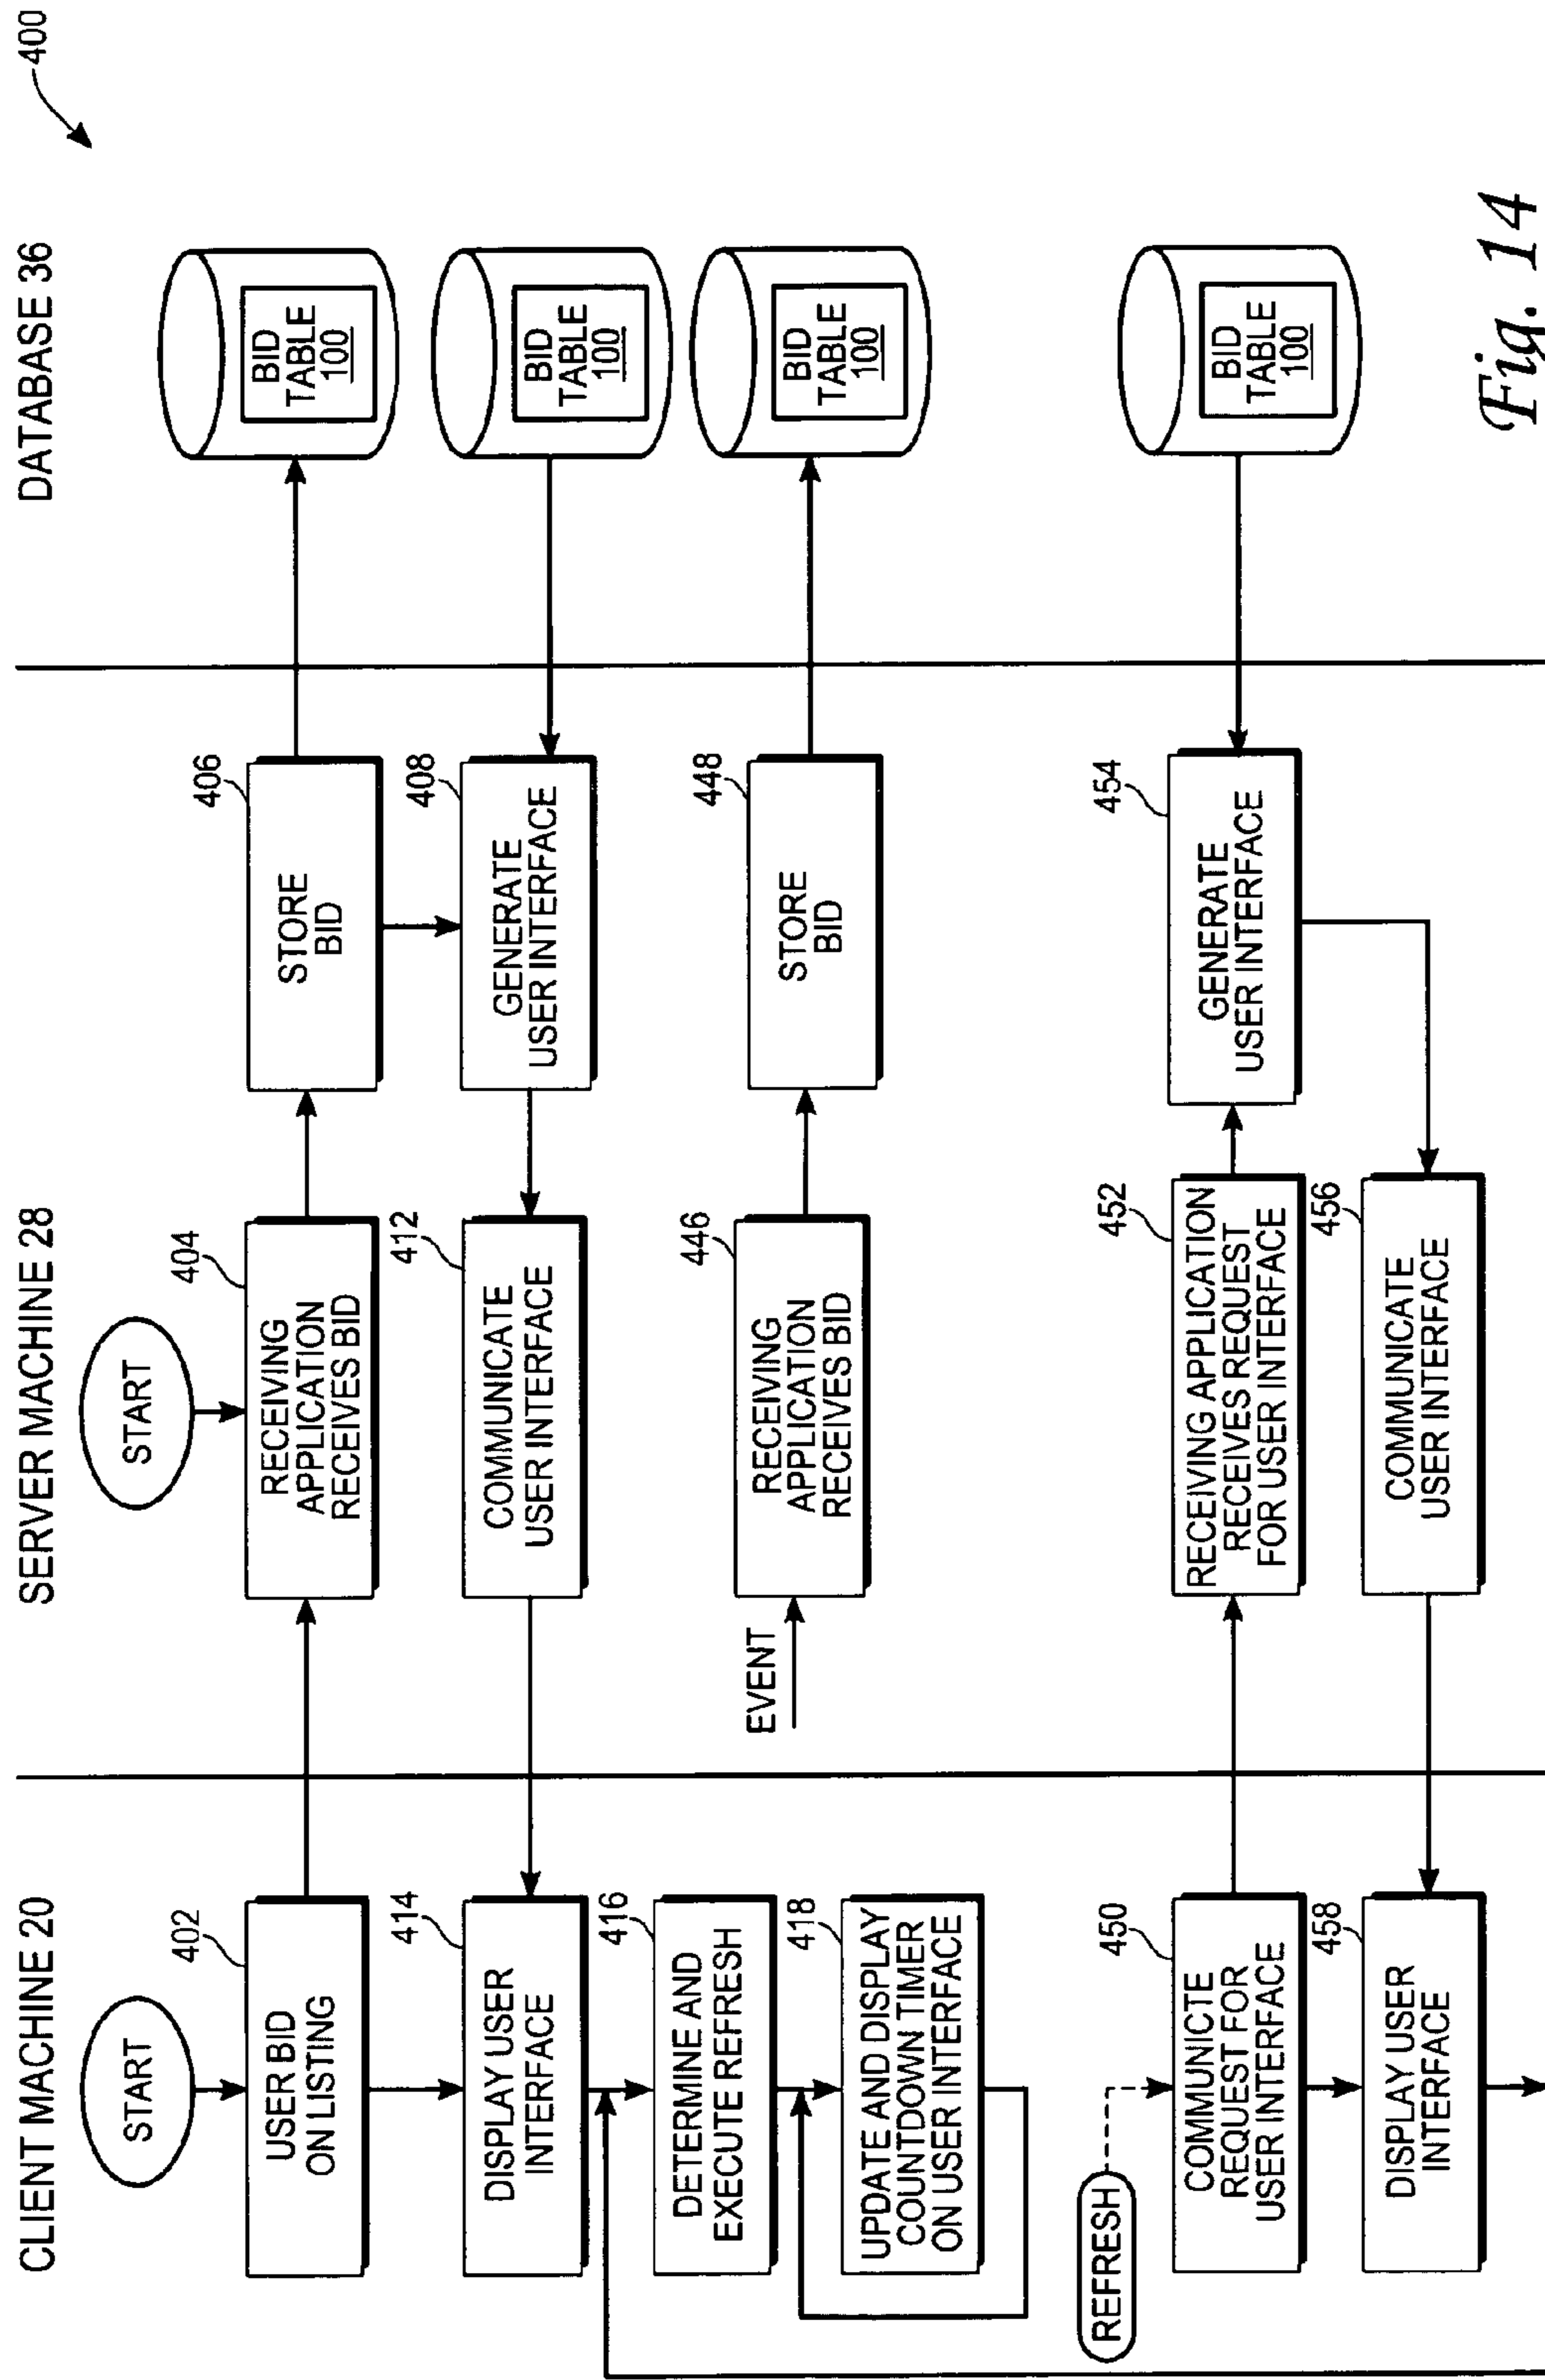 400
CLIENT MACHINE 20
SERVER MACHINE 28
DATABASE 36
START
START
402
USER BID
ON LISTING
404
RECEIVING
APPLICATION
RECEIVES BID
406
STORE
BID
BID
TABLE
100
414
DISPLAY USER
INTERFACE
412
COMMUNICATE
USER INTERFACE
408
GENERATE
USER INTERFACE
BID
TABLE
100
416
DETERMINE AND
EXECUTE REFRESH
418
UPDATE AND DISPLAY
COUNTDOWN TIMER
ON USER INTERFACE
EVENT
446
RECEIVING
APPLICATION
RECEIVES BID
448
STORE
BID
BID
TABLE
100
REFRESH
450
COMMUNICTE
REQUEST FOR
USER INTERFACE
452
RECEIVING APPLICATION
RECEIVES REQUEST
FOR USER INTERFACE
454
GENERATE
USER INTERFACE
BID
TABLE
100
458
DISPLAY USER
INTERFACE
456
COMMUNICATE
USER INTERFACE
Fig. 14